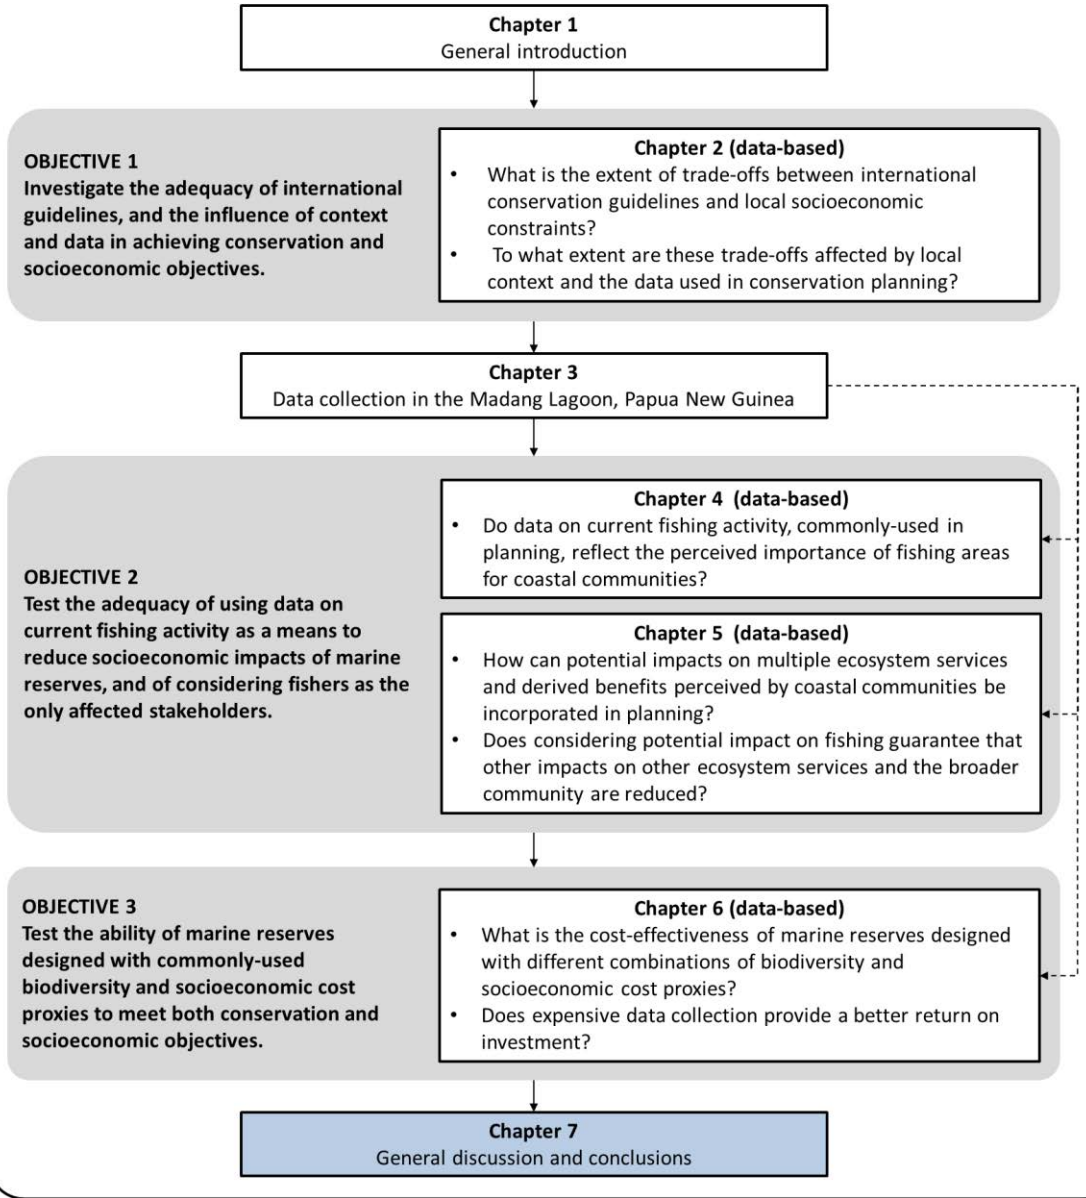 Chapter 1
General introduction
OBJECTIVE 1
Investigate the adequacy of international
guidelines, and the influence of context
and data in achieving conservation and
socioeconomic objectives.
Chapter 2 (data-based)
• What is the extent of trade-offs between international
conservation guidelines and local socioeconomic
constraints?
• To what extent are these trade-offs affected by local
context and the data used in conservation planning?
Chapter 3
Data collection in the Madang Lagoon, Papua New Guinea
OBJECTIVE 2
Test the adequacy of using data on
current fishing activity as a means to
reduce socioeconomic impacts of marine
reserves, and of considering fishers as the
only affected stakeholders.
Chapter 4 (data-based)
• Do data on current fishing activity, commonly-used in
planning, reflect the perceived importance of fishing areas
for coastal communities?
Chapter 5 (data-based)
• How can potential impacts on multiple ecosystem services
and derived benefits perceived by coastal communities be
incorporated in planning?
• Does considering potential impact on fishing guarantee that
other impacts on other ecosystem services and the broader
community are reduced?
OBJECTIVE 3
Test the ability of marine reserves
designed with commonly-used
biodiversity and socioeconomic cost
proxies to meet both conservation and
socioeconomic objectives.
Chapter 6 (data-based)
• What is the cost-effectiveness of marine reserves designed
with different combinations of biodiversity and
socioeconomic cost proxies?
• Does expensive data collection provide a better return on
investment?
Chapter 7
General discussion and conclusions